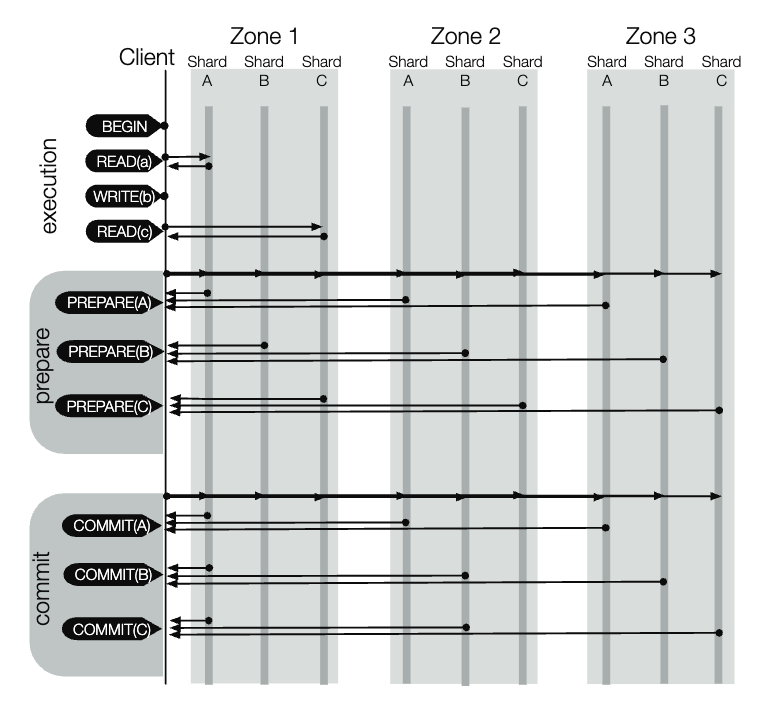 Zone 1 Zone 2 Zone 3
Client Shard Shard Shard Shard Shard Shard Shard Shard Shard
A B C A B C A B C
execution
BEGIN
READ(a)
WRITE(b)
READ(c)
prepare
PREPARE(A)
PREPARE(B)
PREPARE(C)
commit
COMMIT(A)
COMMIT(B)
COMMIT(C)